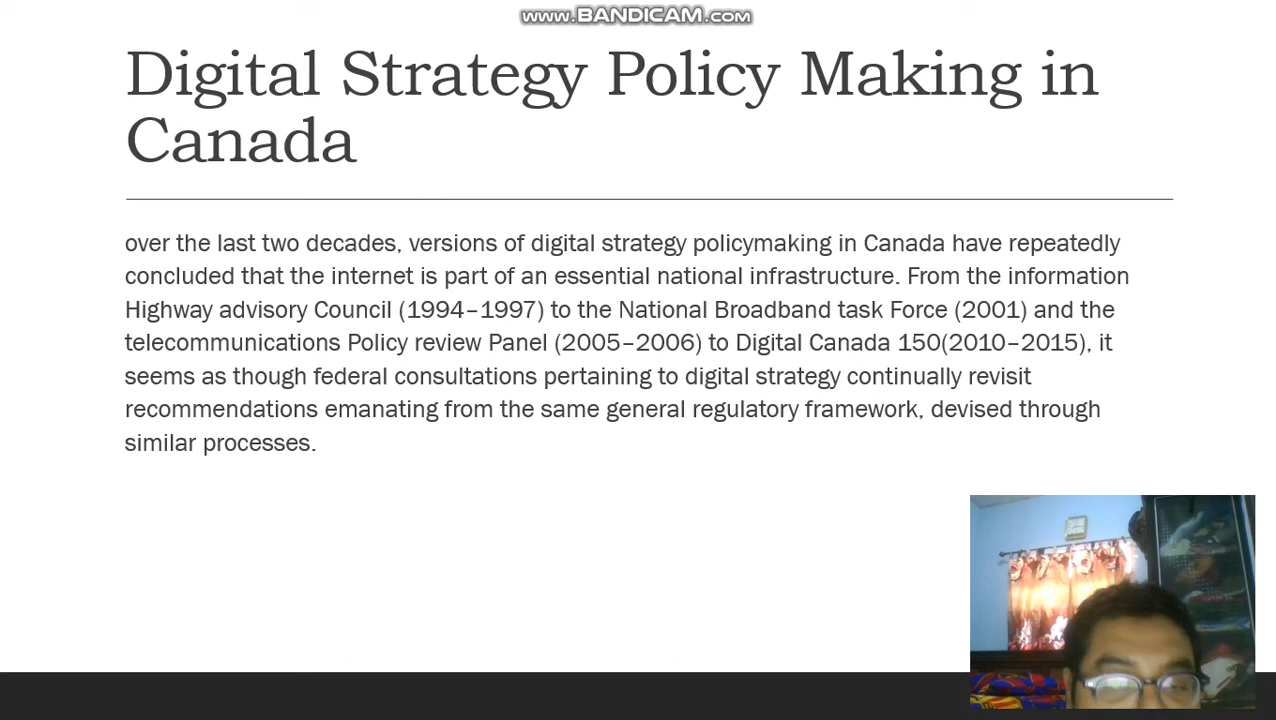 www.BANDICAM.com
Digital Strategy Policy Making in
Canada
over the last two decades, versions of digital strategy policymaking in Canada have repeatedly
concluded that the internet is part of an essential national infrastructure. From the information
Highway advisory Council (1994–1997) to the National Broadband task Force (2001) and the
telecommunications Policy review Panel (2005–2006) to Digital Canada 150(2010–2015), it
seems as though federal consultations pertaining to digital strategy continually revisit
recommendations emanating from the same general regulatory framework, devised through
similar processes.